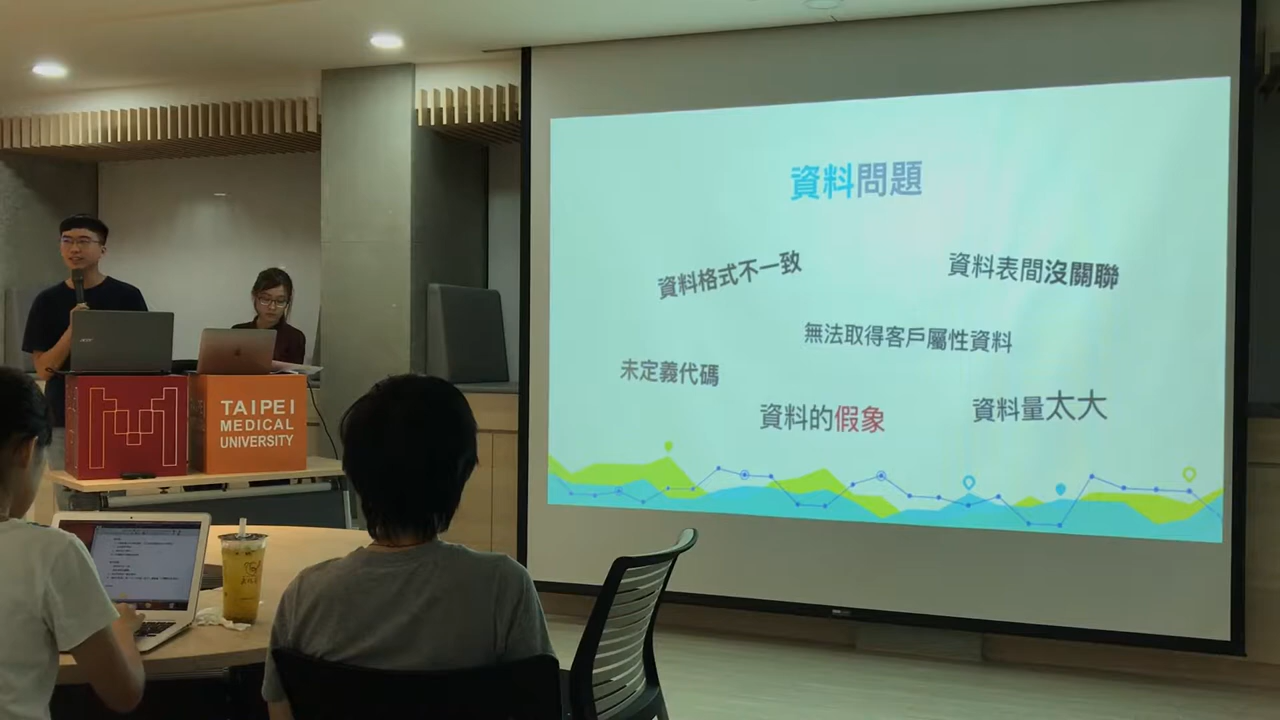 資料問題
資料格式不一致
資料表間沒關聯
無法取得客戶屬性資料
未定義代碼
資料的假象
資料量太大
acer
TAIPEI
MEDICAL
UNIVERSITY